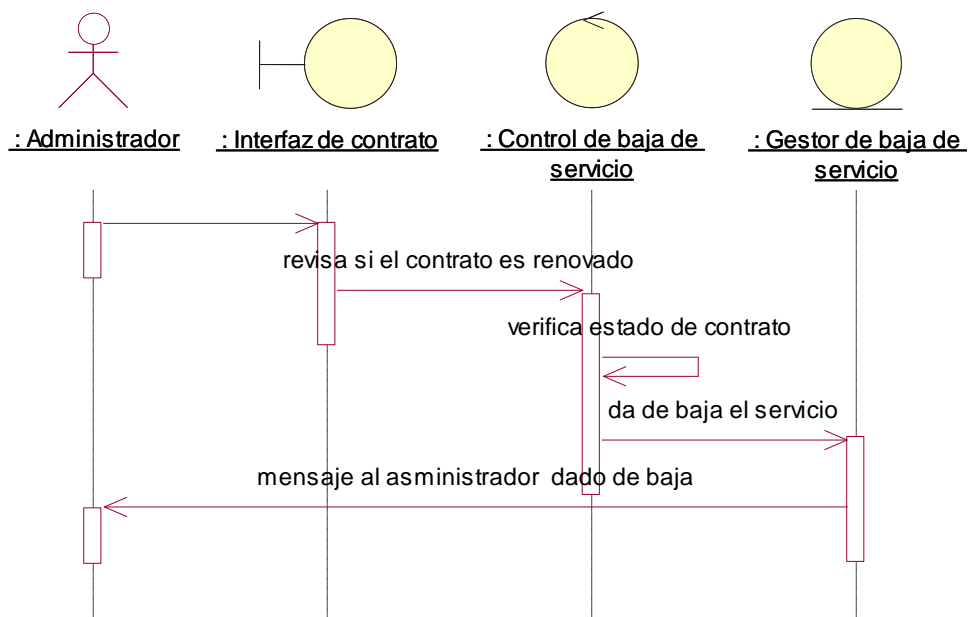 : Administrador
: Interfaz de contrato
: Control de baja de
servicio
: Gestor de baja de
servicio
revisa si el contrato es renovado
verifica estado de contrato
da de baja el servicio
mensaje al asministrador dado de baja